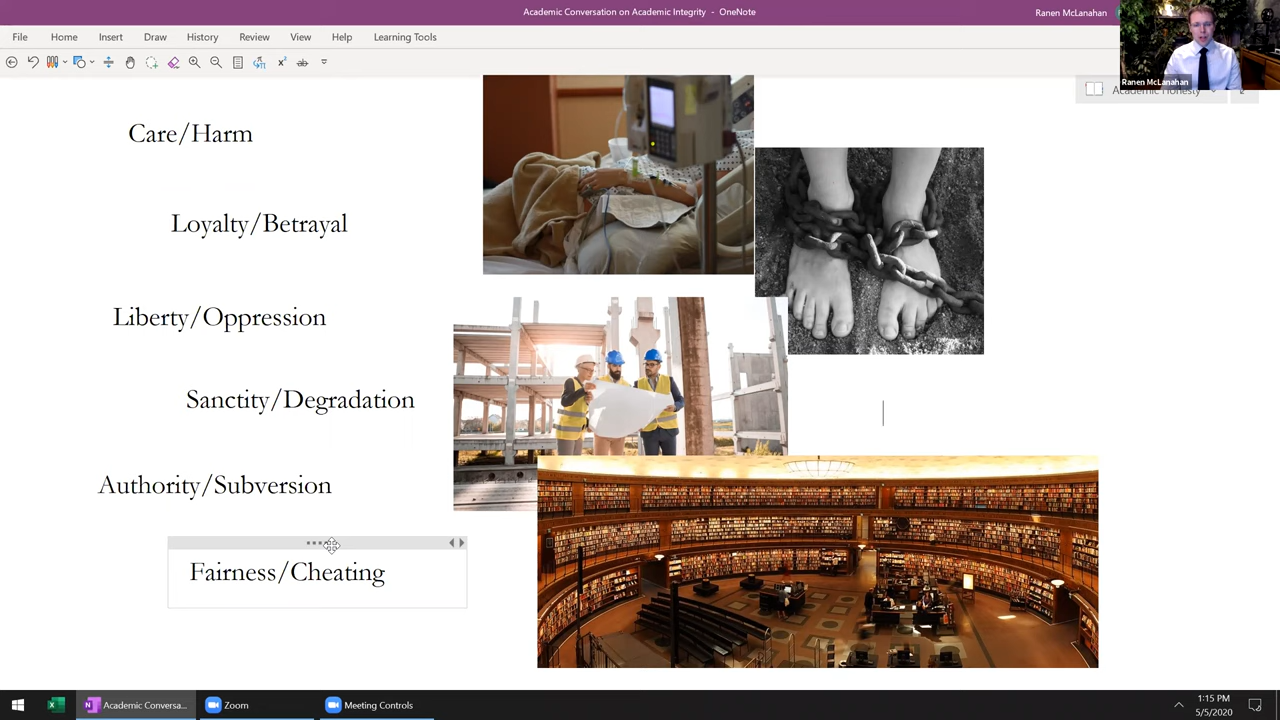 Academic Conversation on Academic Integrity - OneNote
Ranen McLanahan
File Home Insert Draw History Review View Help Learning Tools
Ranen McLanahan
Academic Honesty
Care/Harm
Loyalty/Betrayal
Liberty/Oppression
Sanctity/Degradation
Authority/Subversion
Fairness/Cheating
Academic Conversa...
Zoom
Meeting Controls
1:15 PM
5/5/2020